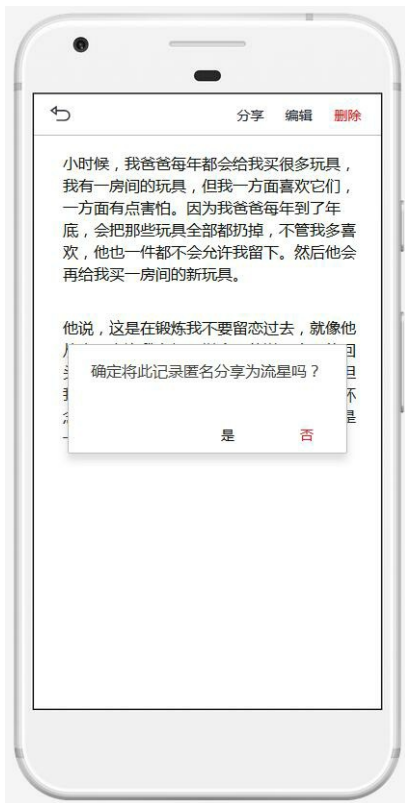 分享 编辑 删除
小时候，我爸爸每年都会给我买很多玩具，
我有一房间的玩具，但我一方面喜欢它们，
一方面有点害怕。因为我爸爸每年到了年
底，会把那些玩具全部都扔掉，不管我多喜
欢，他也一件都不会允许我留下。然后他会
再给我买一房间的新玩具。
他说，这是在锻炼我不要留恋过去，就像他
回
确定将此记录匿名分享为流星吗？
是 否